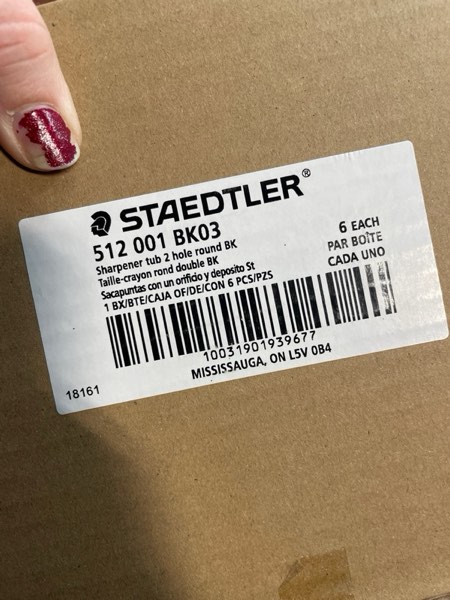 STAEDTLER®
512 001 BK03
Sharpener tub 2 hole round BK
Taille-crayon rond double BK
Sacapuntas con un orificio y deposito St
1 BX/BTE/CAJA OF/DE/CON 6 PCS/PZS
6 EACH
PAR BOÎTE
CADA UNO
10031901939677
MISSISSAUGA, ON L5V 0B4
18161